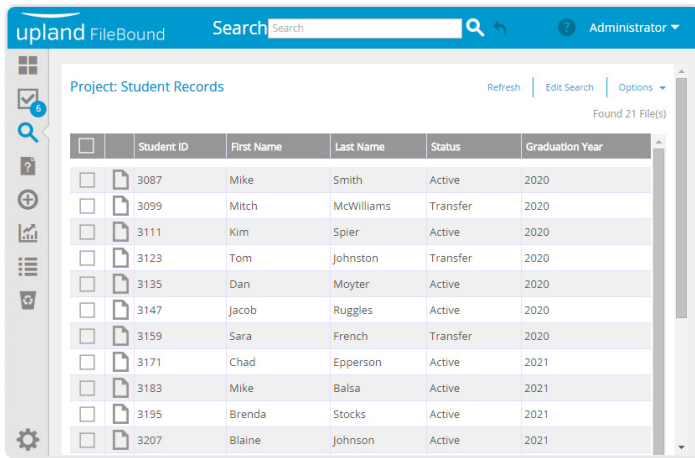 upland FileBound Search Search ? Administrator
6
Project: Student Records Refresh Edit Search Options
Found 21 File(s)
?
Student ID First Name Last Name Status Graduation Year
3087 Mike Smith Active 2020
3099 Mitch McWilliams Transfer 2020
3111 Kim Spier Active 2020
3123 Tom Johnston Transfer 2020
3135 Dan Moyter Active 2020
3147 Jacob Ruggles Active 2020
3159 Sara French Transfer 2020
3171 Chad Epperson Active 2021
3183 Mike Balsa Active 2021
3195 Brenda Stocks Active 2021
3207 Blaine Johnson Active 2021